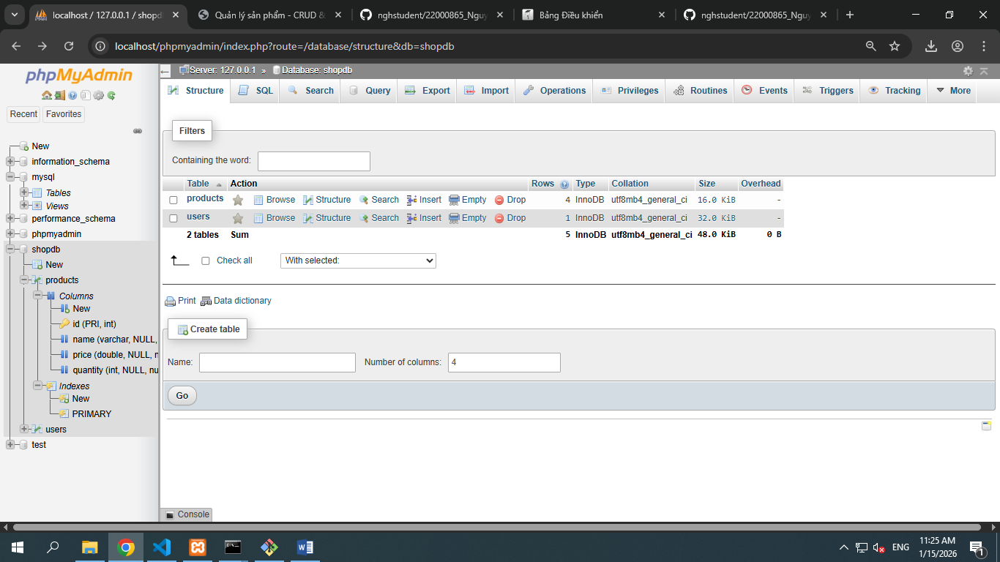 localhost / 127.0.0.1 / shopdb
Quản lý sản phẩm - CRUD &
nghstudent/22000865_Nguy
Bảng Điều khiển
nghstudent/22000865_Nguy
localhost/phpmyadmin/index.php?route=/database/structure&db=shopdb
phpMyAdmin
Recent Favorites
New
information_schema
mysql
Tables
Views
performance_schema
phpmyadmin
shopdb
New
products
Columns
New
id (PRI, int)
name (varchar, NULL,
price (double, NULL, n
quantity (int, NULL, nu
Indexes
New
PRIMARY
users
test
Server: 127.0.0.1 » Database: shopdb
Structure SQL Search Query Export Import Operations Privileges Routines Events Triggers Tracking More
Filters
Containing the word:
Table Action Rows Type Collation Size Overhead
products Browse Structure Search Insert Empty Drop 4 InnoDB utf8mb4_general_ci 16.0 KiB -
users Browse Structure Search Insert Empty Drop 1 InnoDB utf8mb4_general_ci 32.0 KiB -
2 tables Sum 5 InnoDB utf8mb4_general_ci 48.0 KiB 0 B
Check all With selected:
Print Data dictionary
Create table
Name: Number of columns: 4
Go
Console
ENG
11:25 AM
1/15/2026
1